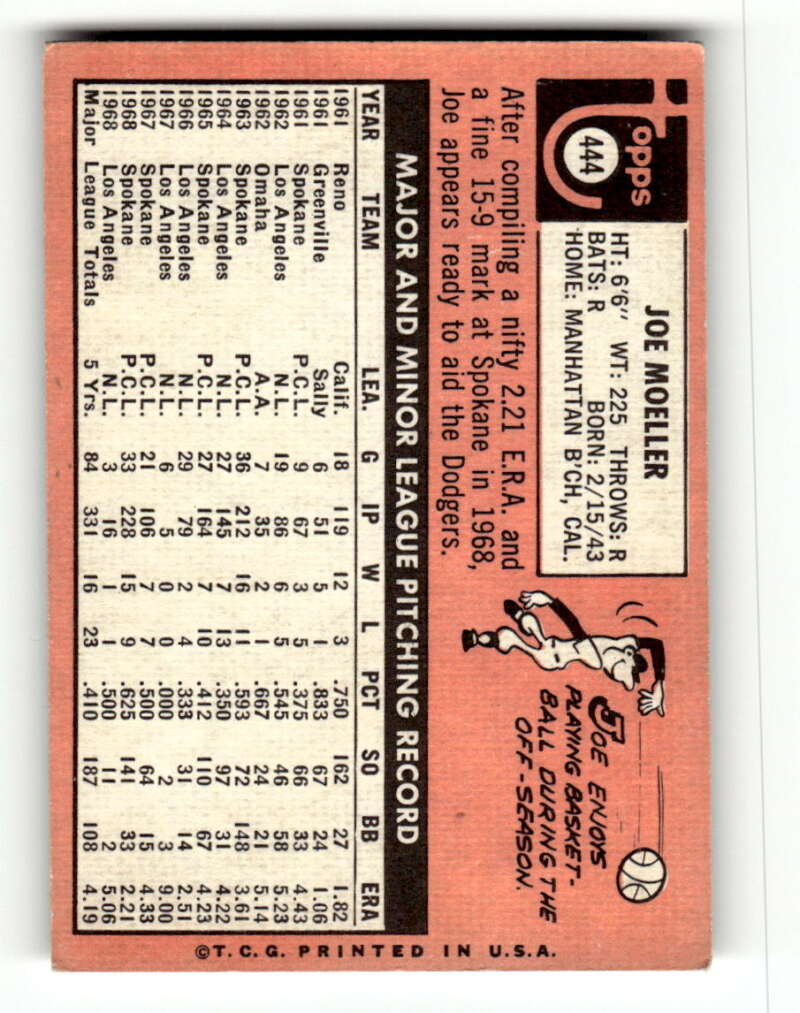 Topps
444
JOE MOELLER
HT: 6'6" WT: 225 THROWS: R
BATS: R BORN: 2/15/43
HOME: MANHATTAN B'CH, CAL.
After compiling a nifty 2.21 E.R.A. and
a fine 15-9 mark at Spokane in 1968,
Joe appears ready to aid the Dodgers.
JOE ENJOYS
PLAYING BASKET-
BALL DURING THE
OFF-SEASON.
MAJOR AND MINOR LEAGUE PITCHING RECORD
YEAR TEAM LEA. G IP W L PCT SO BB ERA
1961 Reno Calif. 18 119 12 3 .750 162 27 1.82
1961 Greenville Sally 6 51 5 1 .833 67 24 1.06
1961 Spokane P.C.L. 9 67 3 5 .375 66 33 4.43
1962 Los Angeles N.L. 19 86 6 5 .545 46 58 5.23
1962 Omaha A.A. 7 35 2 1 .667 24 21 5.14
1963 Spokane P.C.L. 36 212 16 11 .593 72 148 3.61
1964 Los Angeles N.L. 27 145 7 13 .350 97 31 4.22
1965 Spokane P.C.L. 27 164 7 10 .412 110 67 4.23
1966 Los Angeles N.L. 29 79 2 4 .333 31 14 2.51
1967 Los Angeles N.L. 6 5 0 0 .000 2 3 9.00
1967 Spokane P.C.L. 21 106 7 7 .500 64 15 4.33
1968 Spokane P.C.L. 33 228 15 9 .625 141 33 2.21
1968 Los Angeles N.L. 3 16 1 1 .500 11 2 5.06
Major League Totals 5 Yrs. 84 331 16 23 .410 187 108 4.19
©T.C.G. PRINTED IN U.S.A.